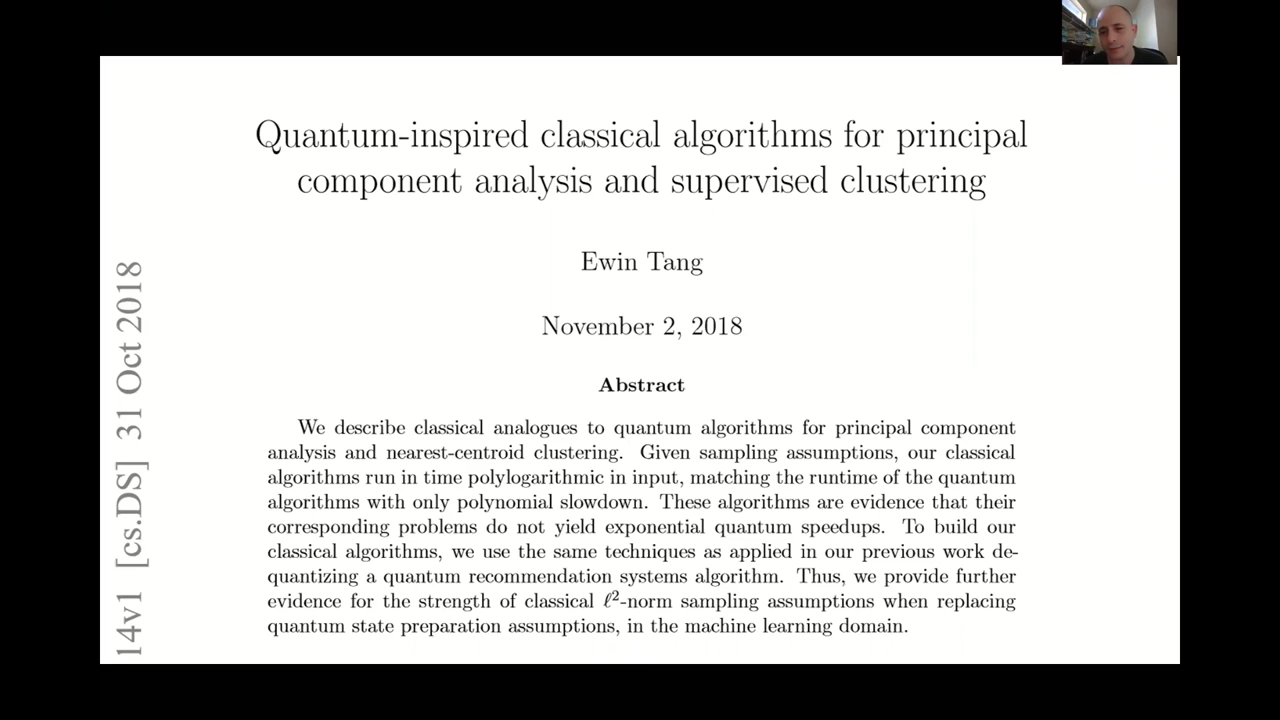 Quantum-inspired classical algorithms for principal
component analysis and supervised clustering
Ewin Tang
November 2, 2018
Abstract
We describe classical analogues to quantum algorithms for principal component
analysis and nearest-centroid clustering. Given sampling assumptions, our classical
algorithms run in time polylogarithmic in input, matching the runtime of the quantum
algorithms with only polynomial slowdown. These algorithms are evidence that their
corresponding problems do not yield exponential quantum speedups. To build our
classical algorithms, we use the same techniques as applied in our previous work de-
quantizing a quantum recommendation systems algorithm. Thus, we provide further
evidence for the strength of classical ℓ²-norm sampling assumptions when replacing
quantum state preparation assumptions, in the machine learning domain.
14v1 [cs.DS] 31 Oct 2018